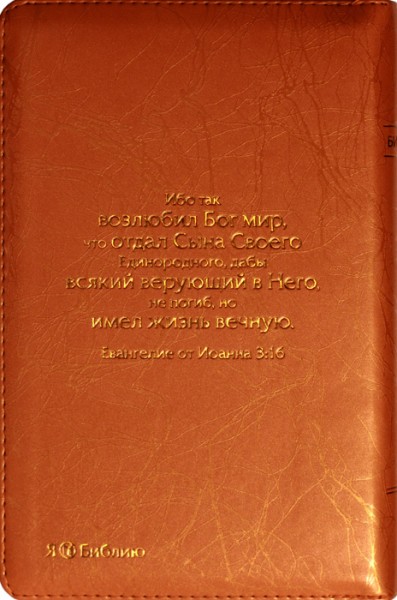 Ибо так
возлюбил Бог мир,
что отдал Сына Своего
Единородного, дабы
всякий верующий в Него,
не погиб, но
имел жизнь вечную.
Евангелие от Иоанна 3:16
Я Библию